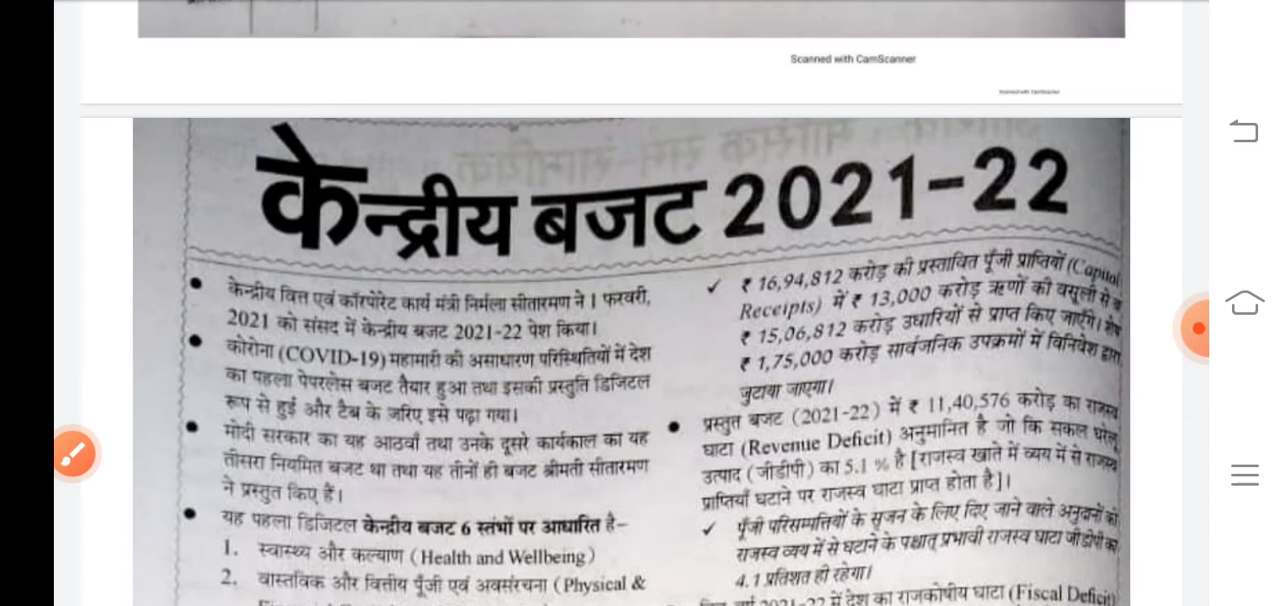 Scanned with CamScanner
Scanned with CamScanner
केन्द्रीय बजट 2021-22
● केन्द्रीय वित्त एवं कॉरपोरेट कार्य मंत्री निर्मला सीतारमण ने 1 फरवरी,
2021 को संसद में केन्द्रीय बजट 2021-22 पेश किया।
● कोरोना (COVID-19) महामारी की असाधारण परिस्थितियों में देश
का पहला पेपरलेस बजट तैयार हुआ तथा इसकी प्रस्तुति डिजिटल
रूप से हुई और टैब के जरिए इसे पढ़ा गया।
● मोदी सरकार का यह आठवाँ तथा उनके दूसरे कार्यकाल का यह
तीसरा नियमित बजट था तथा यह तीनों ही बजट श्रीमती सीतारमण
ने प्रस्तुत किए हैं।
● यह पहला डिजिटल केन्द्रीय बजट 6 स्तंभों पर आधारित है–
1. स्वास्थ्य और कल्याण (Health and Wellbeing)
2. वास्तविक और वित्तीय पूँजी एवं अवसंरचना (Physical &
✓ ₹ 16,94,812 करोड़ की प्रस्तावित पूँजी प्राप्तियों (Capital
Receipts) में ₹ 13,000 करोड़ ऋणों की वसूली से व
₹ 15,06,812 करोड़ उधारियों से प्राप्त किए जाएँगे। शेष
₹ 1,75,000 करोड़ सार्वजनिक उपक्रमों में विनिवेश द्वारा
जुटाया जाएगा।
● प्रस्तुत बजट (2021-22) में ₹ 11,40,576 करोड़ का राजस्व
घाटा (Revenue Deficit) अनुमानित है जो कि सकल घरेलू
उत्पाद (जीडीपी) का 5.1 % है [राजस्व खाते में व्यय में से राजस्व
प्राप्तियाँ घटाने पर राजस्व घाटा प्राप्त होता है]।
✓ पूँजी परिसम्पत्तियों के सृजन के लिए दिए जाने वाले अनुदानों को
राजस्व व्यय में से घटाने के पश्चात् प्रभावी राजस्व घाटा जीडीपी का
4.1 प्रतिशत ही रहेगा।
2021-22 में देश का राजकोषीय घाटा (Fiscal Deficit)